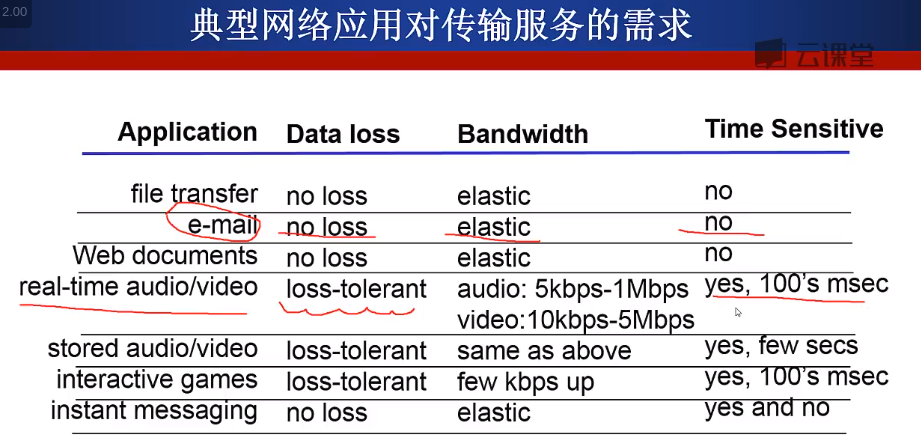 2.00
典型网络应用对传输服务的需求
云课堂
Application Data loss Bandwidth Time Sensitive
file transfer no loss elastic no
e-mail no loss elastic no
Web documents no loss elastic no
real-time audio/video loss-tolerant audio: 5kbps-1Mbps yes, 100's msec
video:10kbps-5Mbps
stored audio/video loss-tolerant same as above yes, few secs
interactive games loss-tolerant few kbps up yes, 100's msec
instant messaging no loss elastic yes and no